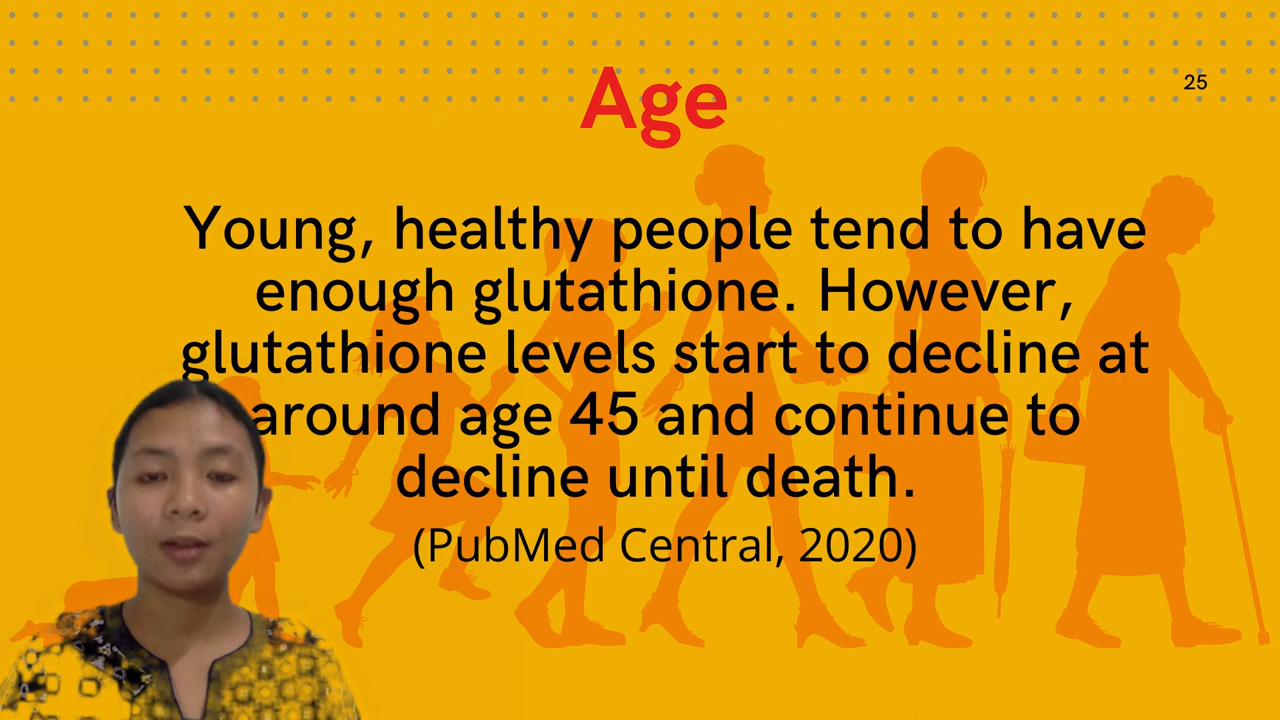 25
Age
Young, healthy people tend to have
enough glutathione. However,
glutathione levels start to decline at
around age 45 and continue to
decline until death.
(PubMed Central, 2020)